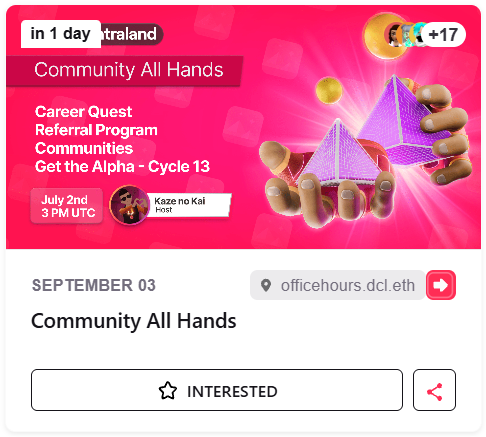 in 1 day
ntraland
+17
Community All Hands
Career Quest
Referral Program
Communities
Get the Alpha - Cycle 13
July 2nd
3 PM UTC
Kaze no Kai
Host
SEPTEMBER 03
officehours.dcl.eth
Community All Hands
INTERESTED